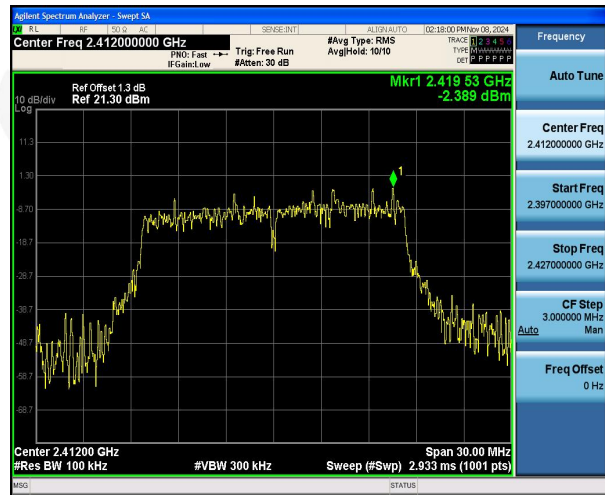 Agilent Spectrum Analyzer - Swept SA
RL RF 50 Ω AC SENSE:INT ALIGN AUTO 02:18:00 PM Nov 08, 2024
Center Freq 2.412000000 GHz
PNO: Fast
IFGain:Low
Trig: Free Run
#Atten: 30 dB
#Avg Type: RMS
Avg|Hold: 10/10
TRACE 1 2 3 4 5 6
TYPE
DET P P P P P P
Ref Offset 1.3 dB
10 dB/div Ref 21.30 dBm
Log
Mkr1 2.419 53 GHz
-2.389 dBm
11.3
1.30
-8.70
-18.7
-28.7
-38.7
-48.7
-58.7
-68.7
1
Center 2.41200 GHz
Span 30.00 MHz
#Res BW 100 kHz
#VBW 300 kHz
Sweep (#Swp) 2.933 ms (1001 pts)
MSG
STATUS
Frequency
Auto Tune
Center Freq
2.412000000 GHz
Start Freq
2.397000000 GHz
Stop Freq
2.427000000 GHz
CF Step
3.000000 MHz
Auto Man
Freq Offset
0 Hz